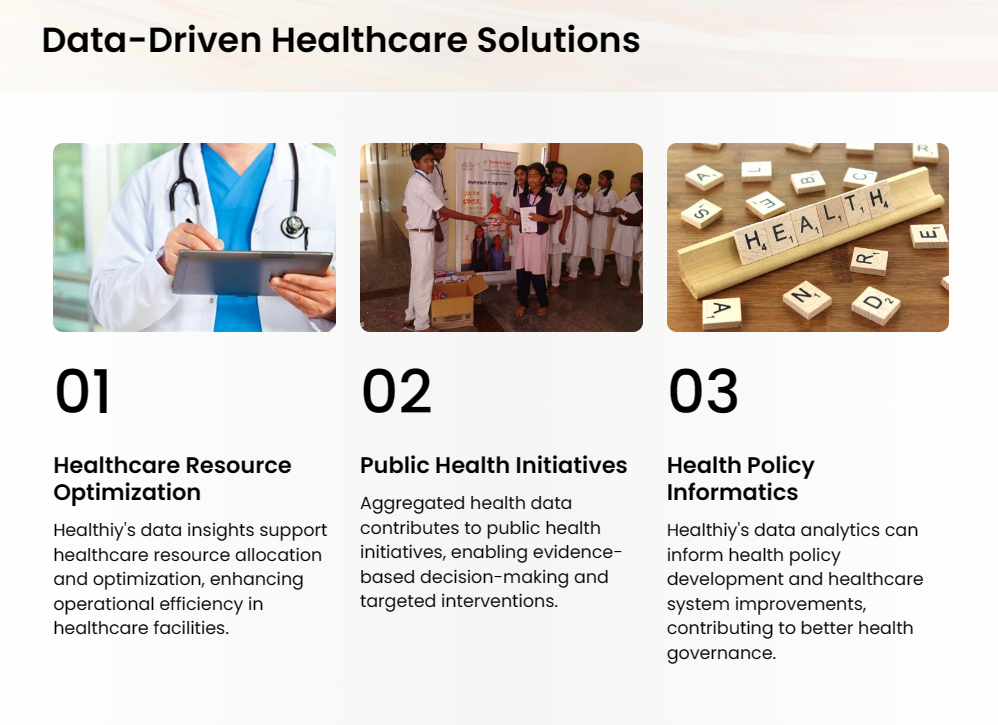 Data-Driven Healthcare Solutions
Outreach Programme
HEALTH
A
L
B
C
R
S
E
E
R
A
N
D
01
Healthcare Resource
Optimization
Healthiy's data insights support
healthcare resource allocation
and optimization, enhancing
operational efficiency in
healthcare facilities.
02
Public Health Initiatives
Aggregated health data
contributes to public health
initiatives, enabling evidence-
based decision-making and
targeted interventions.
03
Health Policy
Informatics
Healthiy's data analytics can
inform health policy
development and healthcare
system improvements,
contributing to better health
governance.